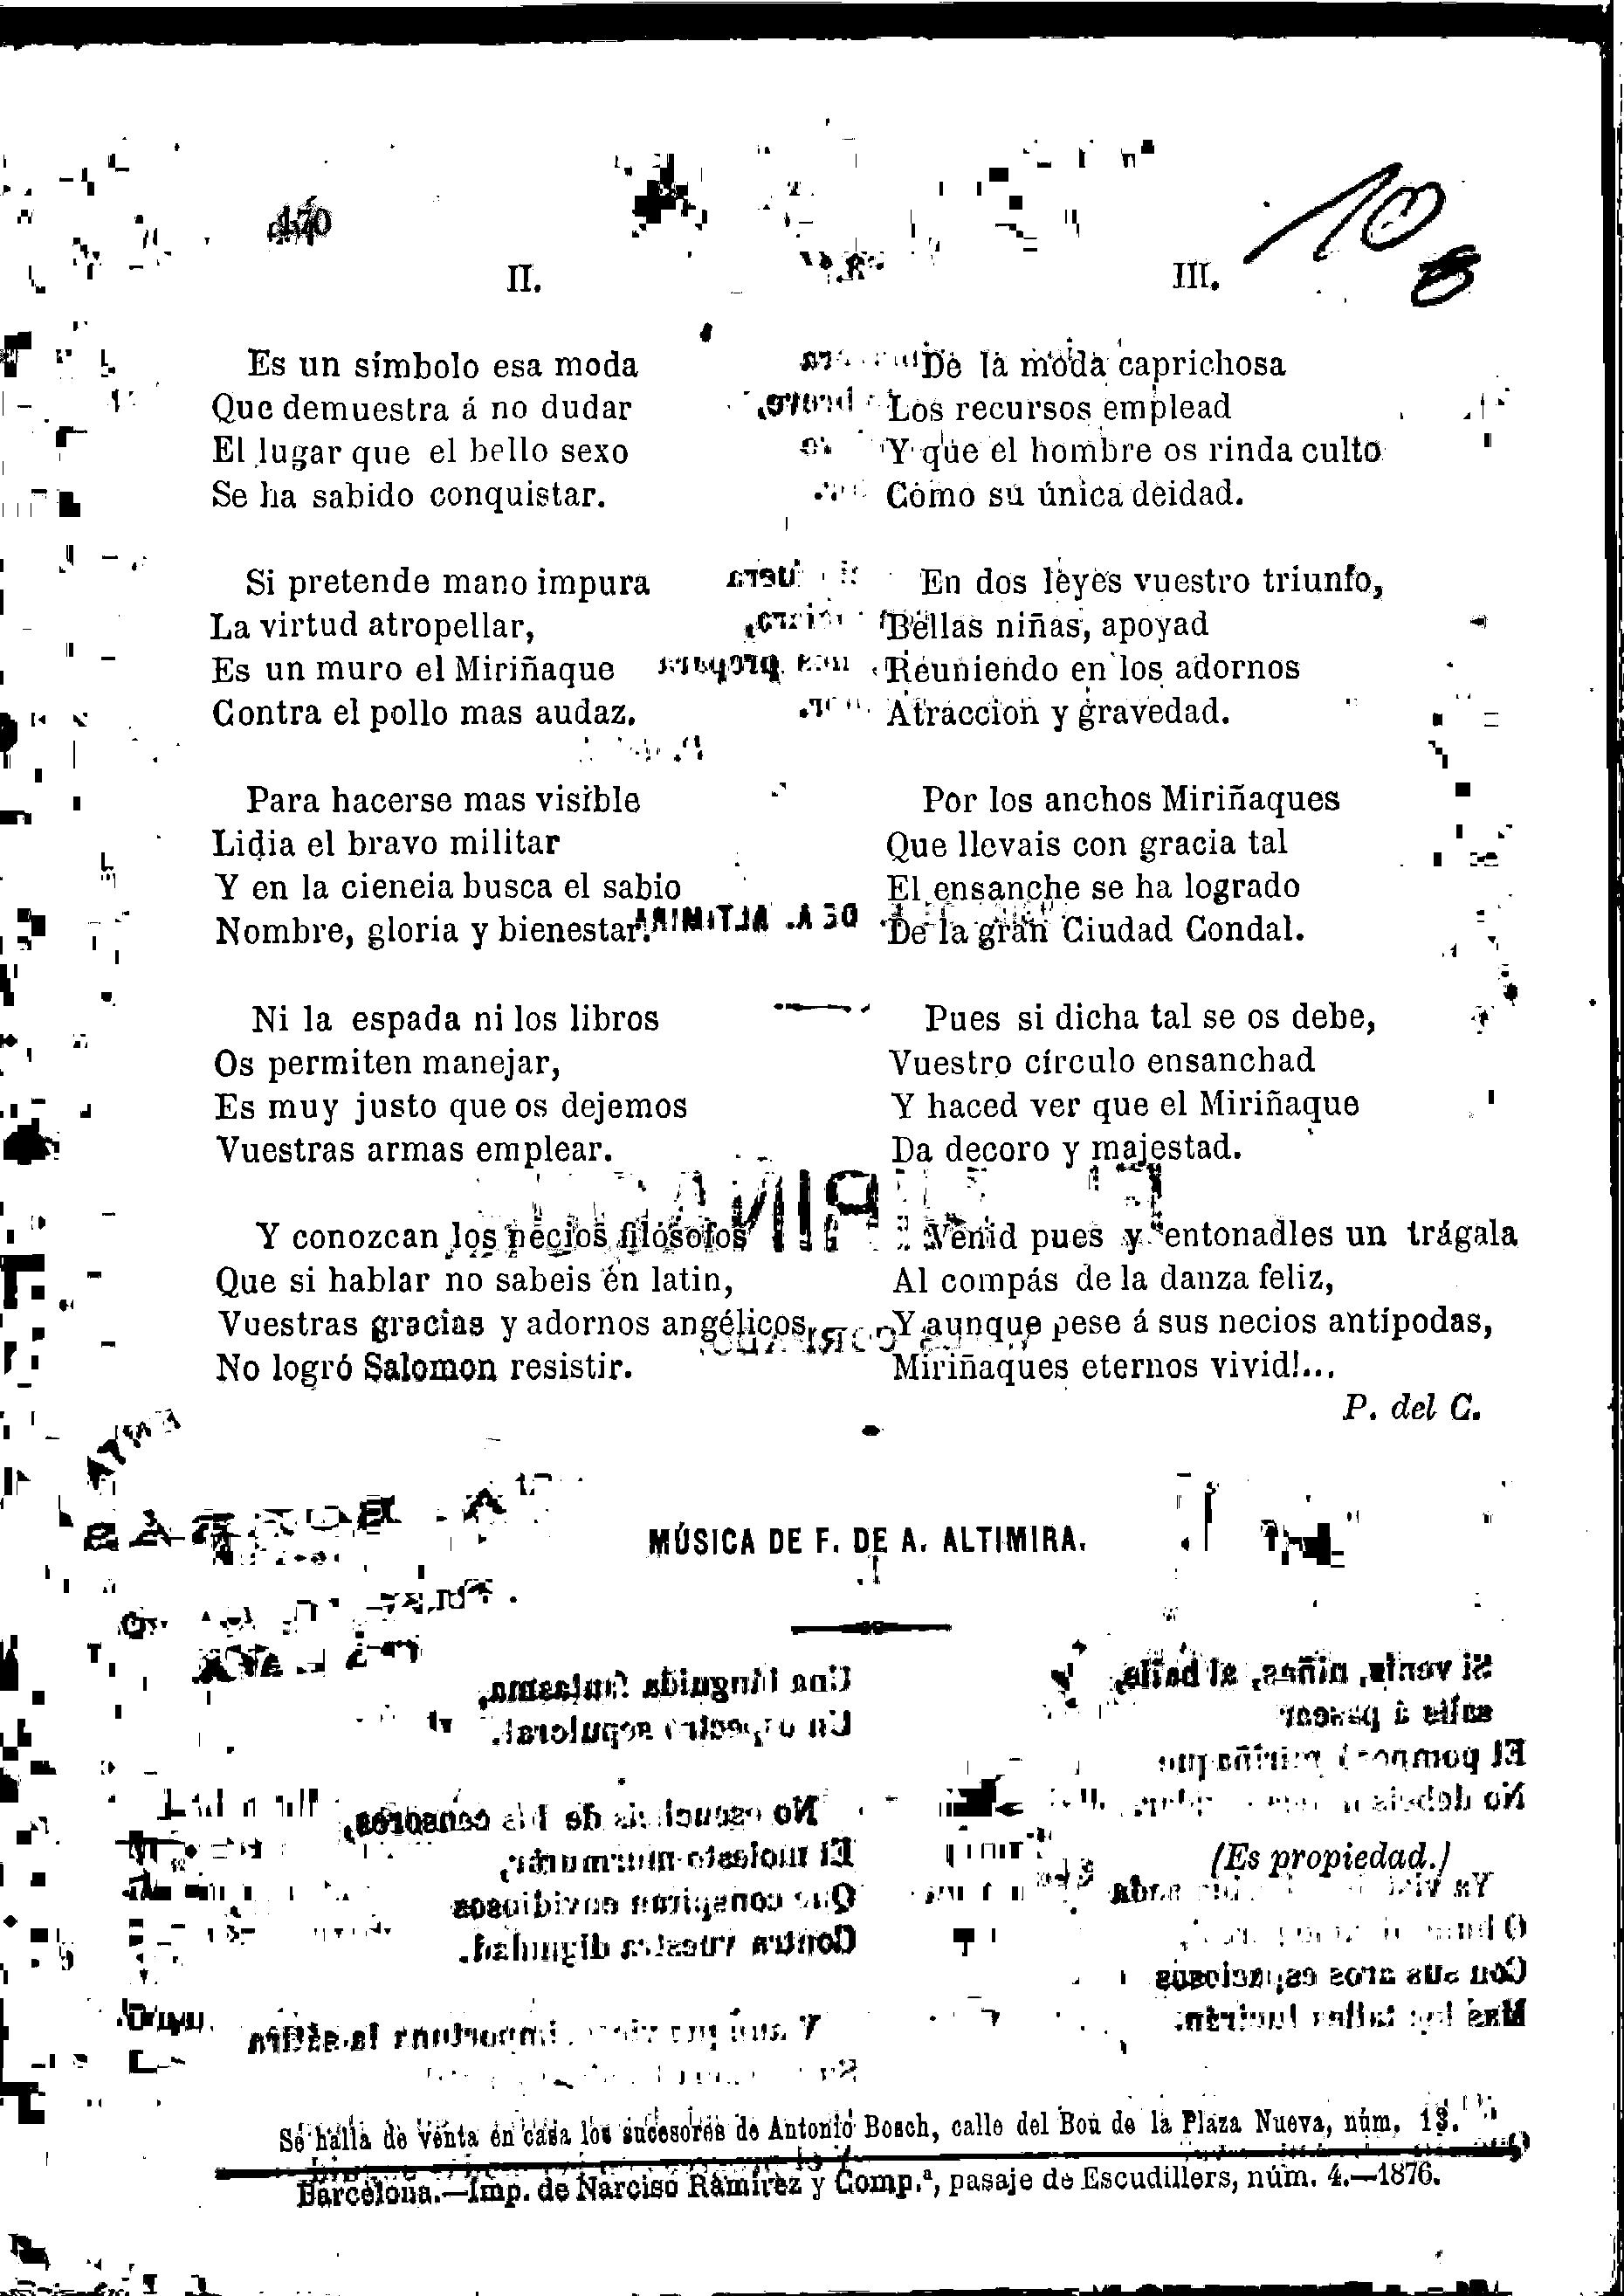 10
8
II.
Es un símbolo esa moda
Que demuestra á no dudar
El lugar que el bello sexo
Se ha sabido conquistar.
Si pretende mano impura
La virtud atropellar,
Es un muro el Miriñaque
Contra el pollo mas audaz.
Para hacerse mas visible
Lidia el bravo militar
Y en la cieneia busca el sabio
Nombre, gloria y bienestar.
Ni la espada ni los libros
Os permiten manejar,
Es muy justo que os dejemos
Vuestras armas emplear.
Y conozcan los necios filósofos
Que si hablar no sabeis en latin,
Vuestras gracias y adornos angélicos
No logró Salomon resistir.
III.
De la moda caprichosa
Los recursos emplead
Y que el hombre os rinda culto
Como su única deidad.
En dos leyes vuestro triunfo,
Bellas niñas, apoyad
Reuniendo en los adornos
Atraccion y gravedad.
Por los anchos Miriñaques
Que llevais con gracia tal
El ensanche se ha logrado
De la gran Ciudad Condal.
Pues si dicha tal se os debe,
Vuestro círculo ensanchad
Y haced ver que el Miriñaque
Da decoro y majestad.
Venid pues y entonadles un trágala
Al compás de la danza feliz,
Y aunque pese á sus necios antípodas,
Miriñaques eternos vivid!...
P. del C.
MÚSICA DE F. DE A. ALTIMIRA.
(Es propiedad.)
Se halla de venta en casa los sucesores de Antonio Bosch, calle del Bou de la Plaza Nueva, núm. 13.
Barcelona.—Imp. de Narciso Ramirez y Comp.ª, pasaje de Escudillers, núm. 4.—1876.